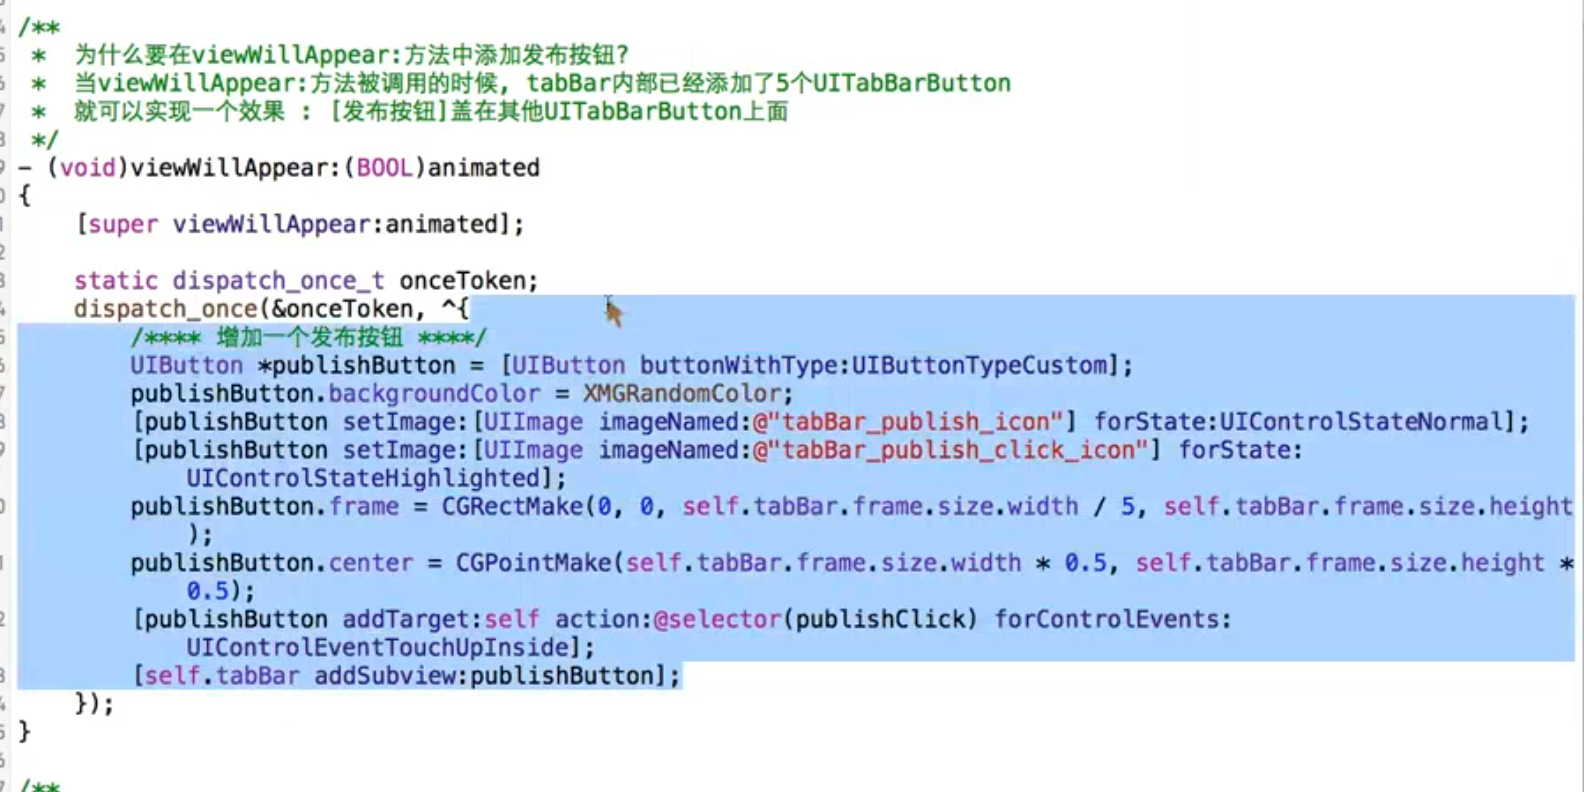 /**
 *  为什么要在viewWillAppear:方法中添加发布按钮?
 *  当viewWillAppear:方法被调用的时候, tabBar内部已经添加了5个UITabBarButton
 *  就可以实现一个效果 : [发布按钮]盖在其他UITabBarButton上面
 */
- (void)viewWillAppear:(BOOL)animated
{
    [super viewWillAppear:animated];
    static dispatch_once_t onceToken;
    dispatch_once(&onceToken, ^{
        /**** 增加一个发布按钮 ****/
        UIButton *publishButton = [UIButton buttonWithType:UIButtonTypeCustom];
        publishButton.backgroundColor = XMGRandomColor;
        [publishButton setImage:[UIImage imageNamed:@"tabBar_publish_icon"] forState:UIControlStateNormal];
        [publishButton setImage:[UIImage imageNamed:@"tabBar_publish_click_icon"] forState:
            UIControlStateHighlighted];
        publishButton.frame = CGRectMake(0, 0, self.tabBar.frame.size.width / 5, self.tabBar.frame.size.height
            );
        publishButton.center = CGPointMake(self.tabBar.frame.size.width * 0.5, self.tabBar.frame.size.height *
            0.5);
        [publishButton addTarget:self action:@selector(publishClick) forControlEvents:
            UIControlEventTouchUpInside];
        [self.tabBar addSubview:publishButton];
    });
}
/**